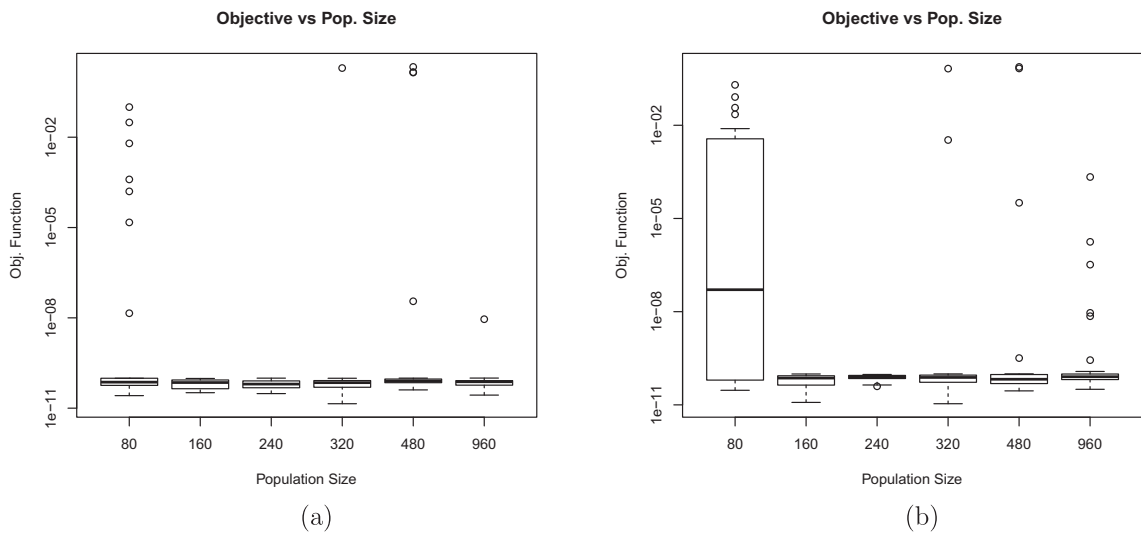 Objective vs Pop. Size
Obj. Function
1e−02
1e−05
1e−08
1e−11
80 160 240 320 480 960
Population Size
(a)
Objective vs Pop. Size
Obj. Function
1e−02
1e−05
1e−08
1e−11
80 160 240 320 480 960
Population Size
(b)